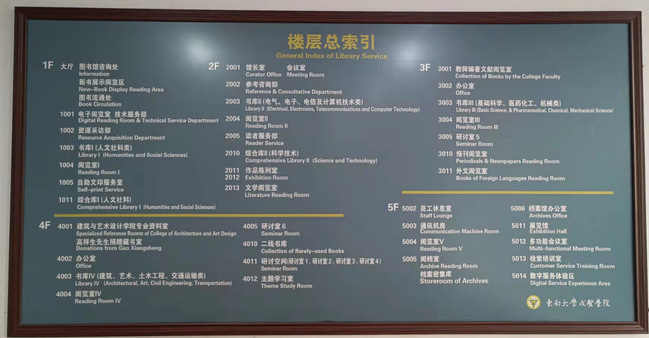 楼层总索引
General Index of Library Service
1F 大厅 图书馆咨询处
Information
新书展示阅览区
New-Book Display Reading Area
图书流通处
Book Circulation
1001 电子阅览室 技术服务部
Digital Reading Room & Technical Service Department
1002 资源采访部
Resource Acquisition Department
1003 书库I (人文社科类)
Library I (Humanities and Social Sciences)
1004 阅览室I
Reading Room I
1005 自助文印服务室
Self-print Service
1011 综合库I (人文社科)
Comprehensive Library I (Humanities and Social Sciences)
2F 2001 馆长室 会议室
Curator Office Meeting Room
2002 参考咨询部
Reference & Consultative Department
2003 书库II (电气、电子、电信及计算机技术类)
Library II (Electrical, Electronics, Telecommunications and Computer Technology)
2004 阅览室II
Reading Room II
2005 读者服务部
Reader Service
2010 综合库II (科学技术)
Comprehensive Library II (Science and Technology)
2011 作品陈列室
2012 Exhibition Room
2013 文学阅览室
Literature Reading Room
3F 3001 教师编著文献阅览室
Collection of Books by the College Faculty
3002 办公室
Office
3003 书库III (基础科学、医药化工、机械类)
Library III (Basic Science, & Pharmaceutical, Chemical, Mechanical Science)
3004 阅览室III
Reading Room III
3005 研讨室5
Seminar Room
3010 报刊阅览室
Periodicals & Newspapers Reading Room
3011 外文阅览室
Books of Foreign Languages Reading Room
4F 4001 建筑与艺术设计学院专业资料室
Specialized Reference Rooms of College of Architecture and Art Design
高祥生先生捐赠藏书室
Donations from Gao Xiangsheng
4002 办公室
Office
4003 书库IV (建筑、艺术、土木工程、交通运输类)
Library IV (Architectural, Art, Civil Engineering, Transportation)
4004 阅览室IV
Reading Room IV
4005 研讨室6
Seminar Room
4010 二线书库
Collection of Rarely-used Books
4011 研讨空间(研讨室1、研讨室2、研讨室3、研讨室4)
Seminar Room
4012 主题学习室
Theme Study Room
5F 5002 员工休息室
Staff Lounge
5003 通讯机房
Communication Machine Room
5004 阅览室V
Reading Room V
5005 阅档室
Archive Reading Room
档案密集库
Storeroom of Archives
5006 档案馆办公室
Archives Office
5011 展览馆
Exhibition Hall
5012 多功能会议室
Multi-functional Meeting Room
5013 检索培训室
Customer Service Training Room
5014 数字服务体验区
Digital Service Experience Area
东南大学成贤学院